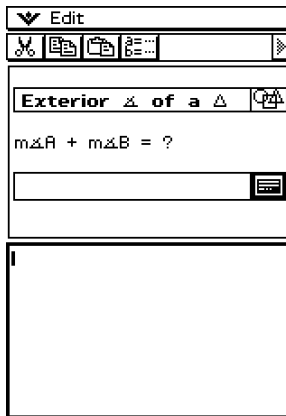 Edit
Exterior ∡ of a △
m∡A + m∡B = ?